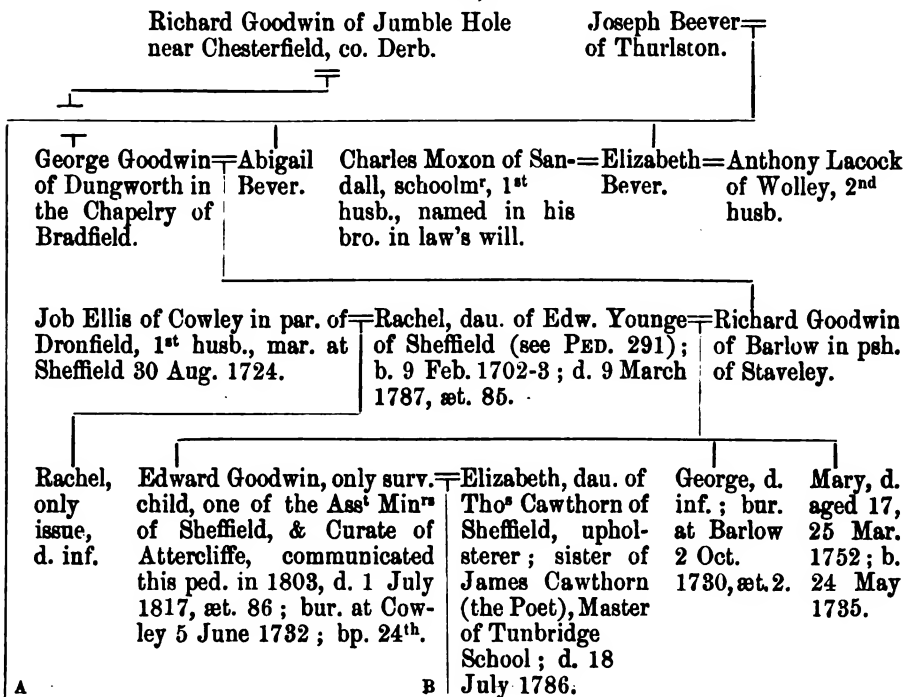 Richard Goodwin of Jumble Hole
near Chesterfield, co. Derb.
Joseph Beever
of Thurlston.
George Goodwin
of Dungworth in
the Chapelry of
Bradfield.
Abigail
Bever.
Charles Moxon of San-
dall, schoolmʳ, 1ˢᵗ
husb., named in his
bro. in law's will.
Elizabeth
Bever.
Anthony Lacock
of Wolley, 2ⁿᵈ
husb.
Job Ellis of Cowley in par. of
Dronfield, 1ˢᵗ husb., mar. at
Sheffield 30 Aug. 1724.
Rachel, dau. of Edw. Younge
of Sheffield (see PED. 291);
b. 9 Feb. 1702-3; d. 9 March
1787, æt. 85.
Richard Goodwin
of Barlow in psh.
of Staveley.
Rachel,
only
issue,
d. inf.
Edward Goodwin, only surv.
child, one of the Assᵗ Minʳˢ
of Sheffield, & Curate of
Attercliffe, communicated
this ped. in 1803, d. 1 July
1817, æt. 86; bur. at Cow-
ley 5 June 1732; bp. 24ᵗʰ.
Elizabeth, dau. of
Thoˢ Cawthorn of
Sheffield, uphol-
sterer; sister of
James Cawthorn
(the Poet), Master
of Tunbridge
School; d. 18
July 1786.
George, d.
inf.; bur.
at Barlow
2 Oct.
1730, æt. 2.
Mary, d.
aged 17,
25 Mar.
1752; b.
24 May
1735.
A
B